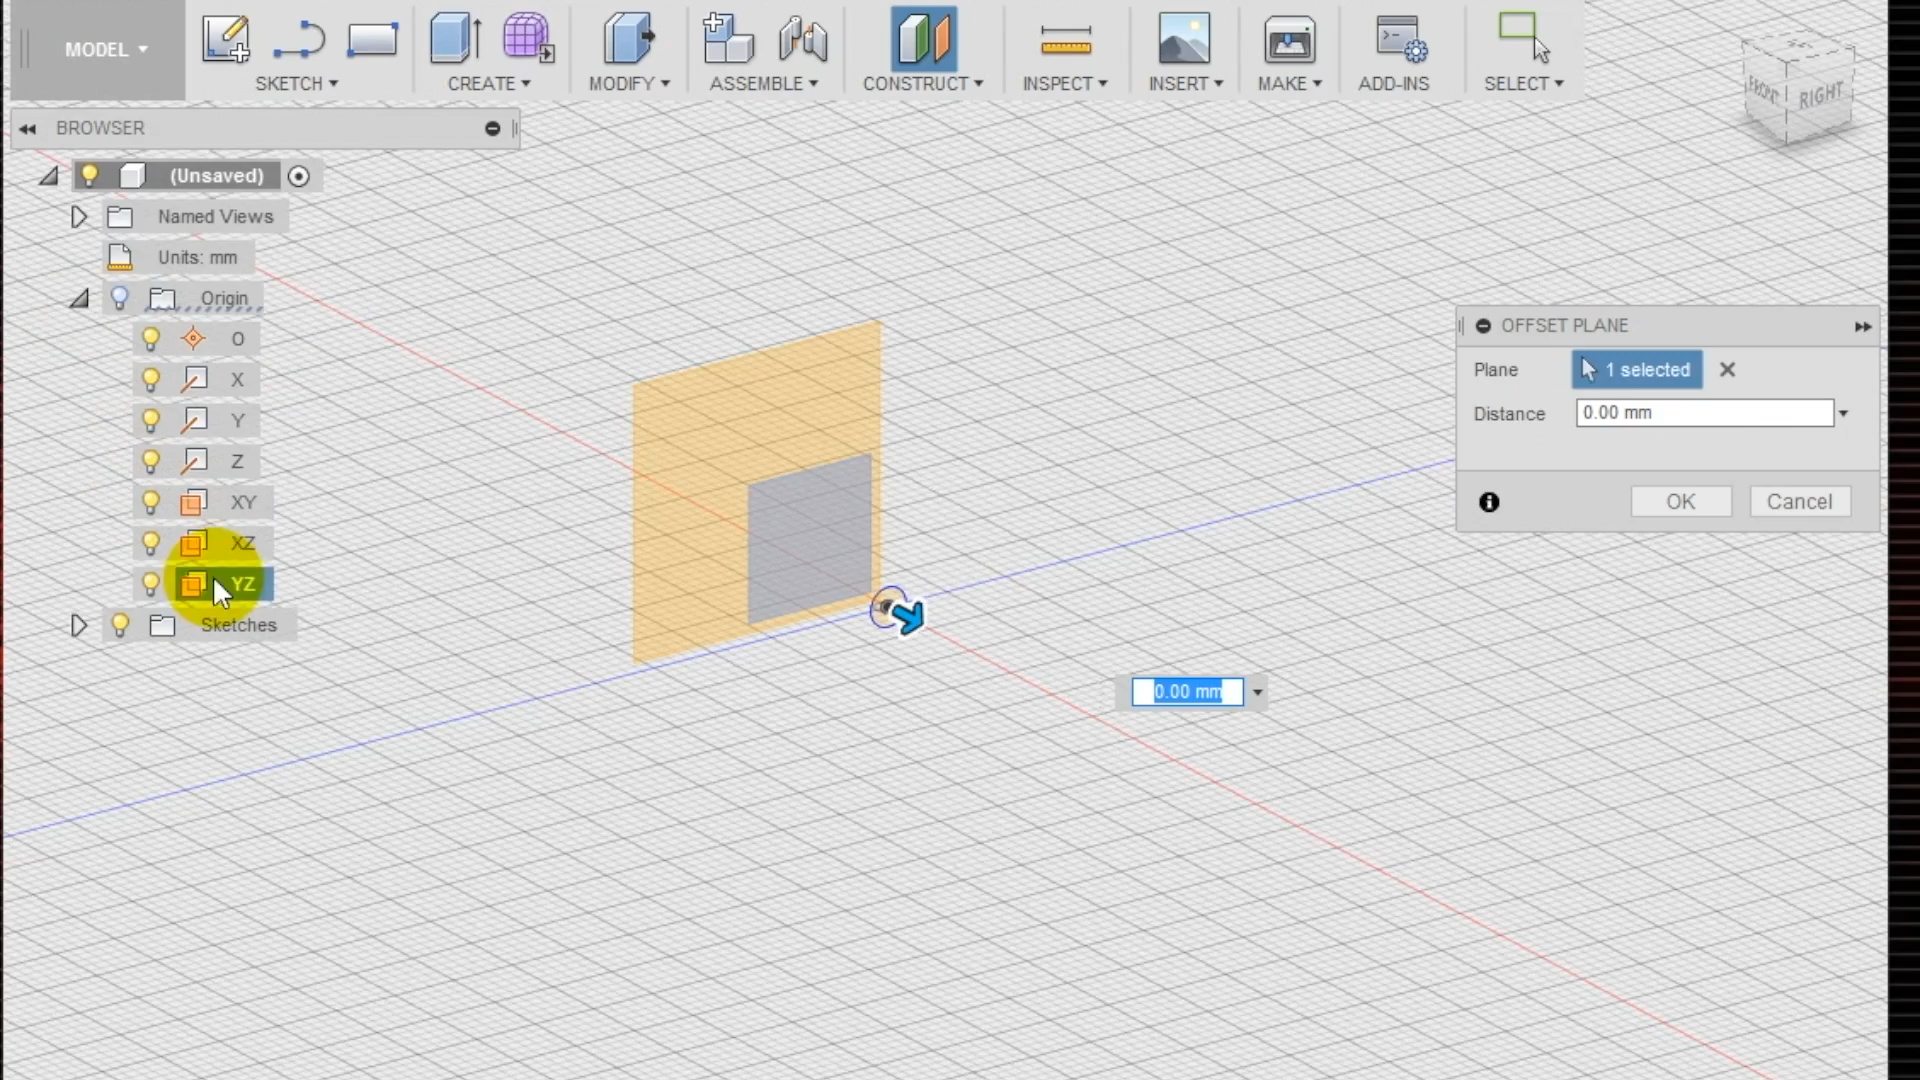 MODEL
SKETCH
CREATE
MODIFY
ASSEMBLE
CONSTRUCT
INSPECT
INSERT
MAKE
ADD-INS
SELECT
FRONT
RIGHT
BROWSER
(Unsaved)
Named Views
Units: mm
Origin
O
X
Y
Z
XY
XZ
YZ
Sketches
OFFSET PLANE
Plane
1 selected
Distance
0.00 mm
OK
Cancel
0.00 mm